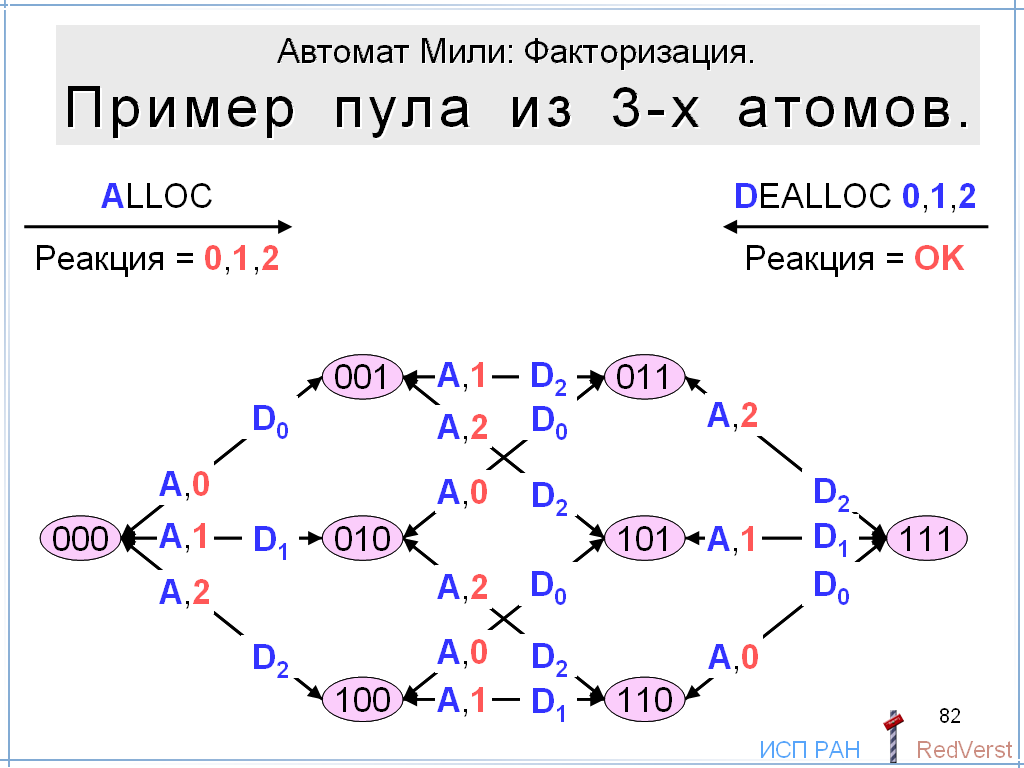 Автомат Мили: Факторизация.
Пример пула из 3-х атомов.
ALLOC
DEALLOC 0,1,2
Реакция = 0,1,2
Реакция = OK
001 A,1 D2 011
D0 A,2 D0 A,2
A,0 A,0 D2 D2
000 A,1 D1 010 101 A,1 D1 111
A,2 A,2 D0 D0
D2 A,0 D2 A,0
100 A,1 D1 110
82
ИСП РАН RedVerst